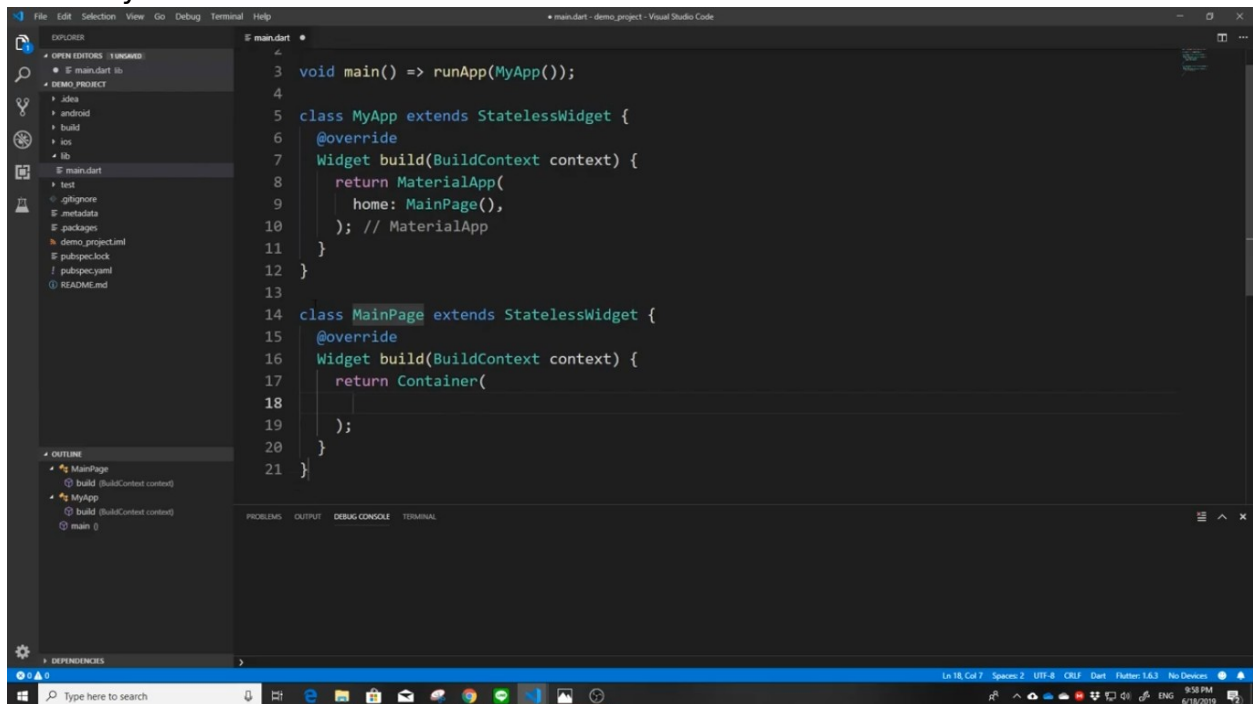 File Edit Selection View Go Debug Terminal Help
● main.dart - demo_project - Visual Studio Code
EXPLORER
OPEN EDITORS 1 UNSAVED
● main.dart lib
DEMO_PROJECT
.idea
android
build
ios
lib
main.dart
test
.gitignore
.metadata
.packages
demo_project.iml
pubspec.lock
! pubspec.yaml
README.md
OUTLINE
MainPage
build (BuildContext context)
MyApp
build (BuildContext context)
main ()
DEPENDENCIES
main.dart ●
2
3 void main() => runApp(MyApp());
4
5 class MyApp extends StatelessWidget {
6 @override
7 Widget build(BuildContext context) {
8 return MaterialApp(
9 home: MainPage(),
10 ); // MaterialApp
11 }
12 }
13
14 class MainPage extends StatelessWidget {
15 @override
16 Widget build(BuildContext context) {
17 return Container(
18
19 );
20 }
21 }
PROBLEMS OUTPUT DEBUG CONSOLE TERMINAL
0 0
Ln 18, Col 7 Spaces: 2 UTF-8 CRLF Dart Flutter: 1.6.3 No Devices
Type here to search
ENG
9:58 PM
6/18/2019